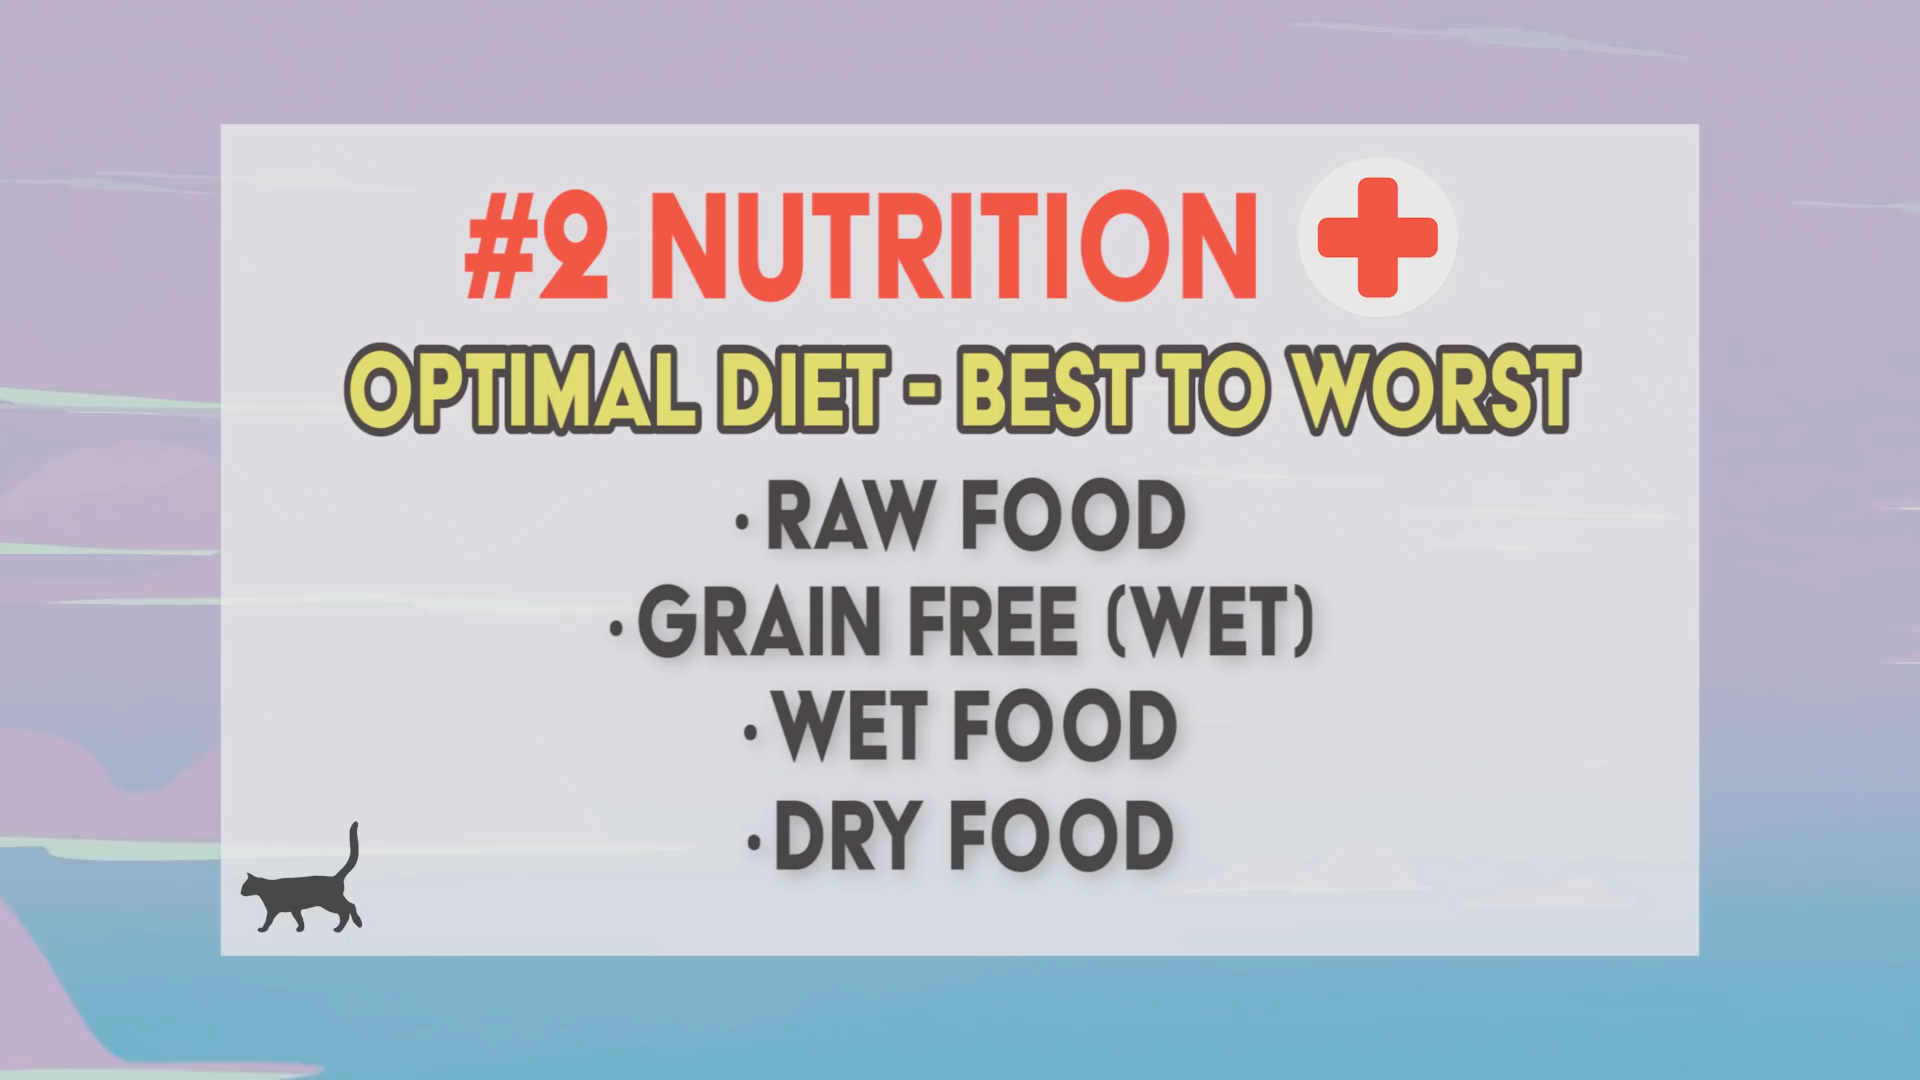 #2 NUTRITION
OPTIMAL DIET - BEST TO WORST
· RAW FOOD
· GRAIN FREE (WET)
· WET FOOD
· DRY FOOD